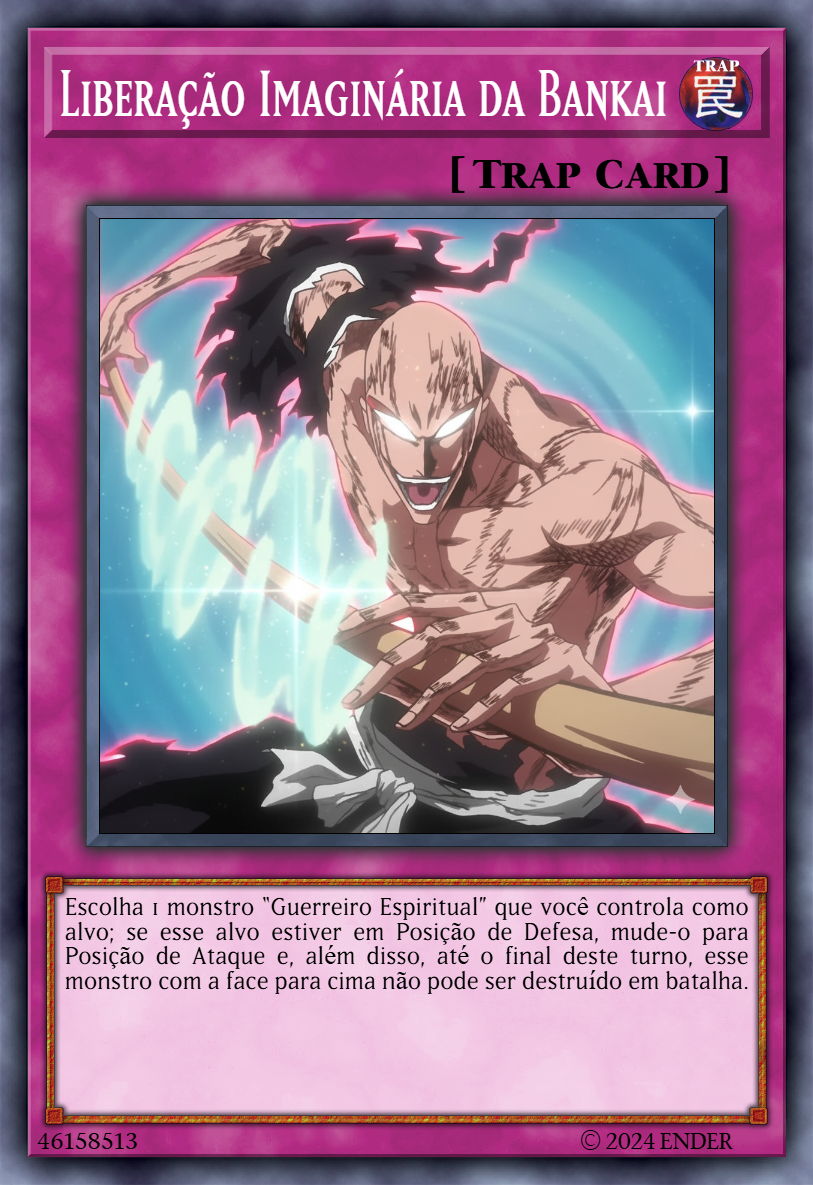 Liberação Imaginária da Bankai
TRAP
罠
[Trap Card]
Escolha 1 monstro "Guerreiro Espiritual" que você controla como
alvo; se esse alvo estiver em Posição de Defesa, mude-o para
Posição de Ataque e, além disso, até o final deste turno, esse
monstro com a face para cima não pode ser destruído em batalha.
46158513
© 2024 ENDER